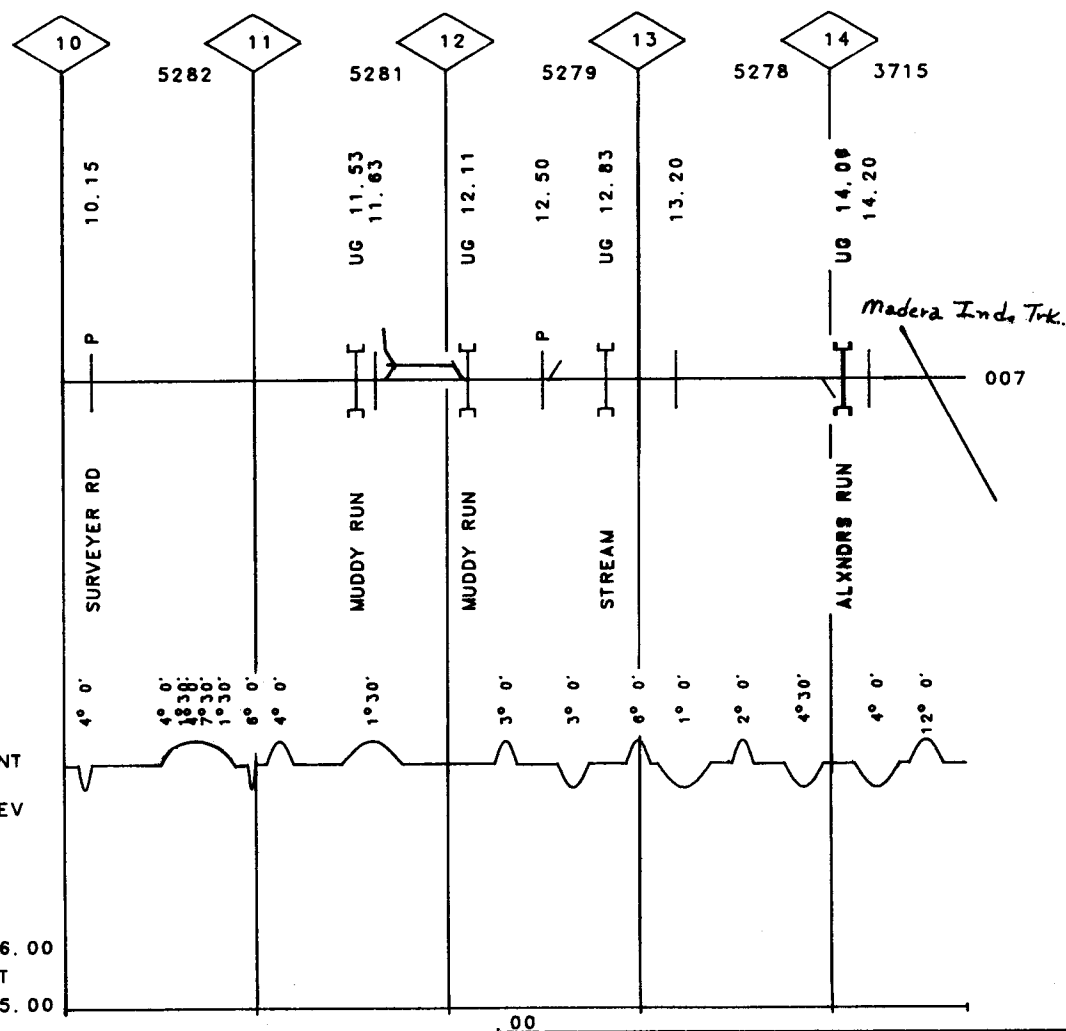 10 11 12 13 14
5282 5281 5279 5278 3715
10.15
UG 11.53
11.63
UG 12.11
12.50
UG 12.83
13.20
UG
14.20
Madera Ind. Trk.
P
P
007
SURVEYER RD
MUDDY RUN
MUDDY RUN
STREAM
ALXNDRS RUN
4° 0'
4° 0'
7°30'
1°30'
6° 0'
4° 0'
1°30'
3° 0'
3° 0'
6° 0'
1° 0'
2° 0'
4°30'
4° 0'
12° 0'
NT
EV
6.00
T
5.00
.00